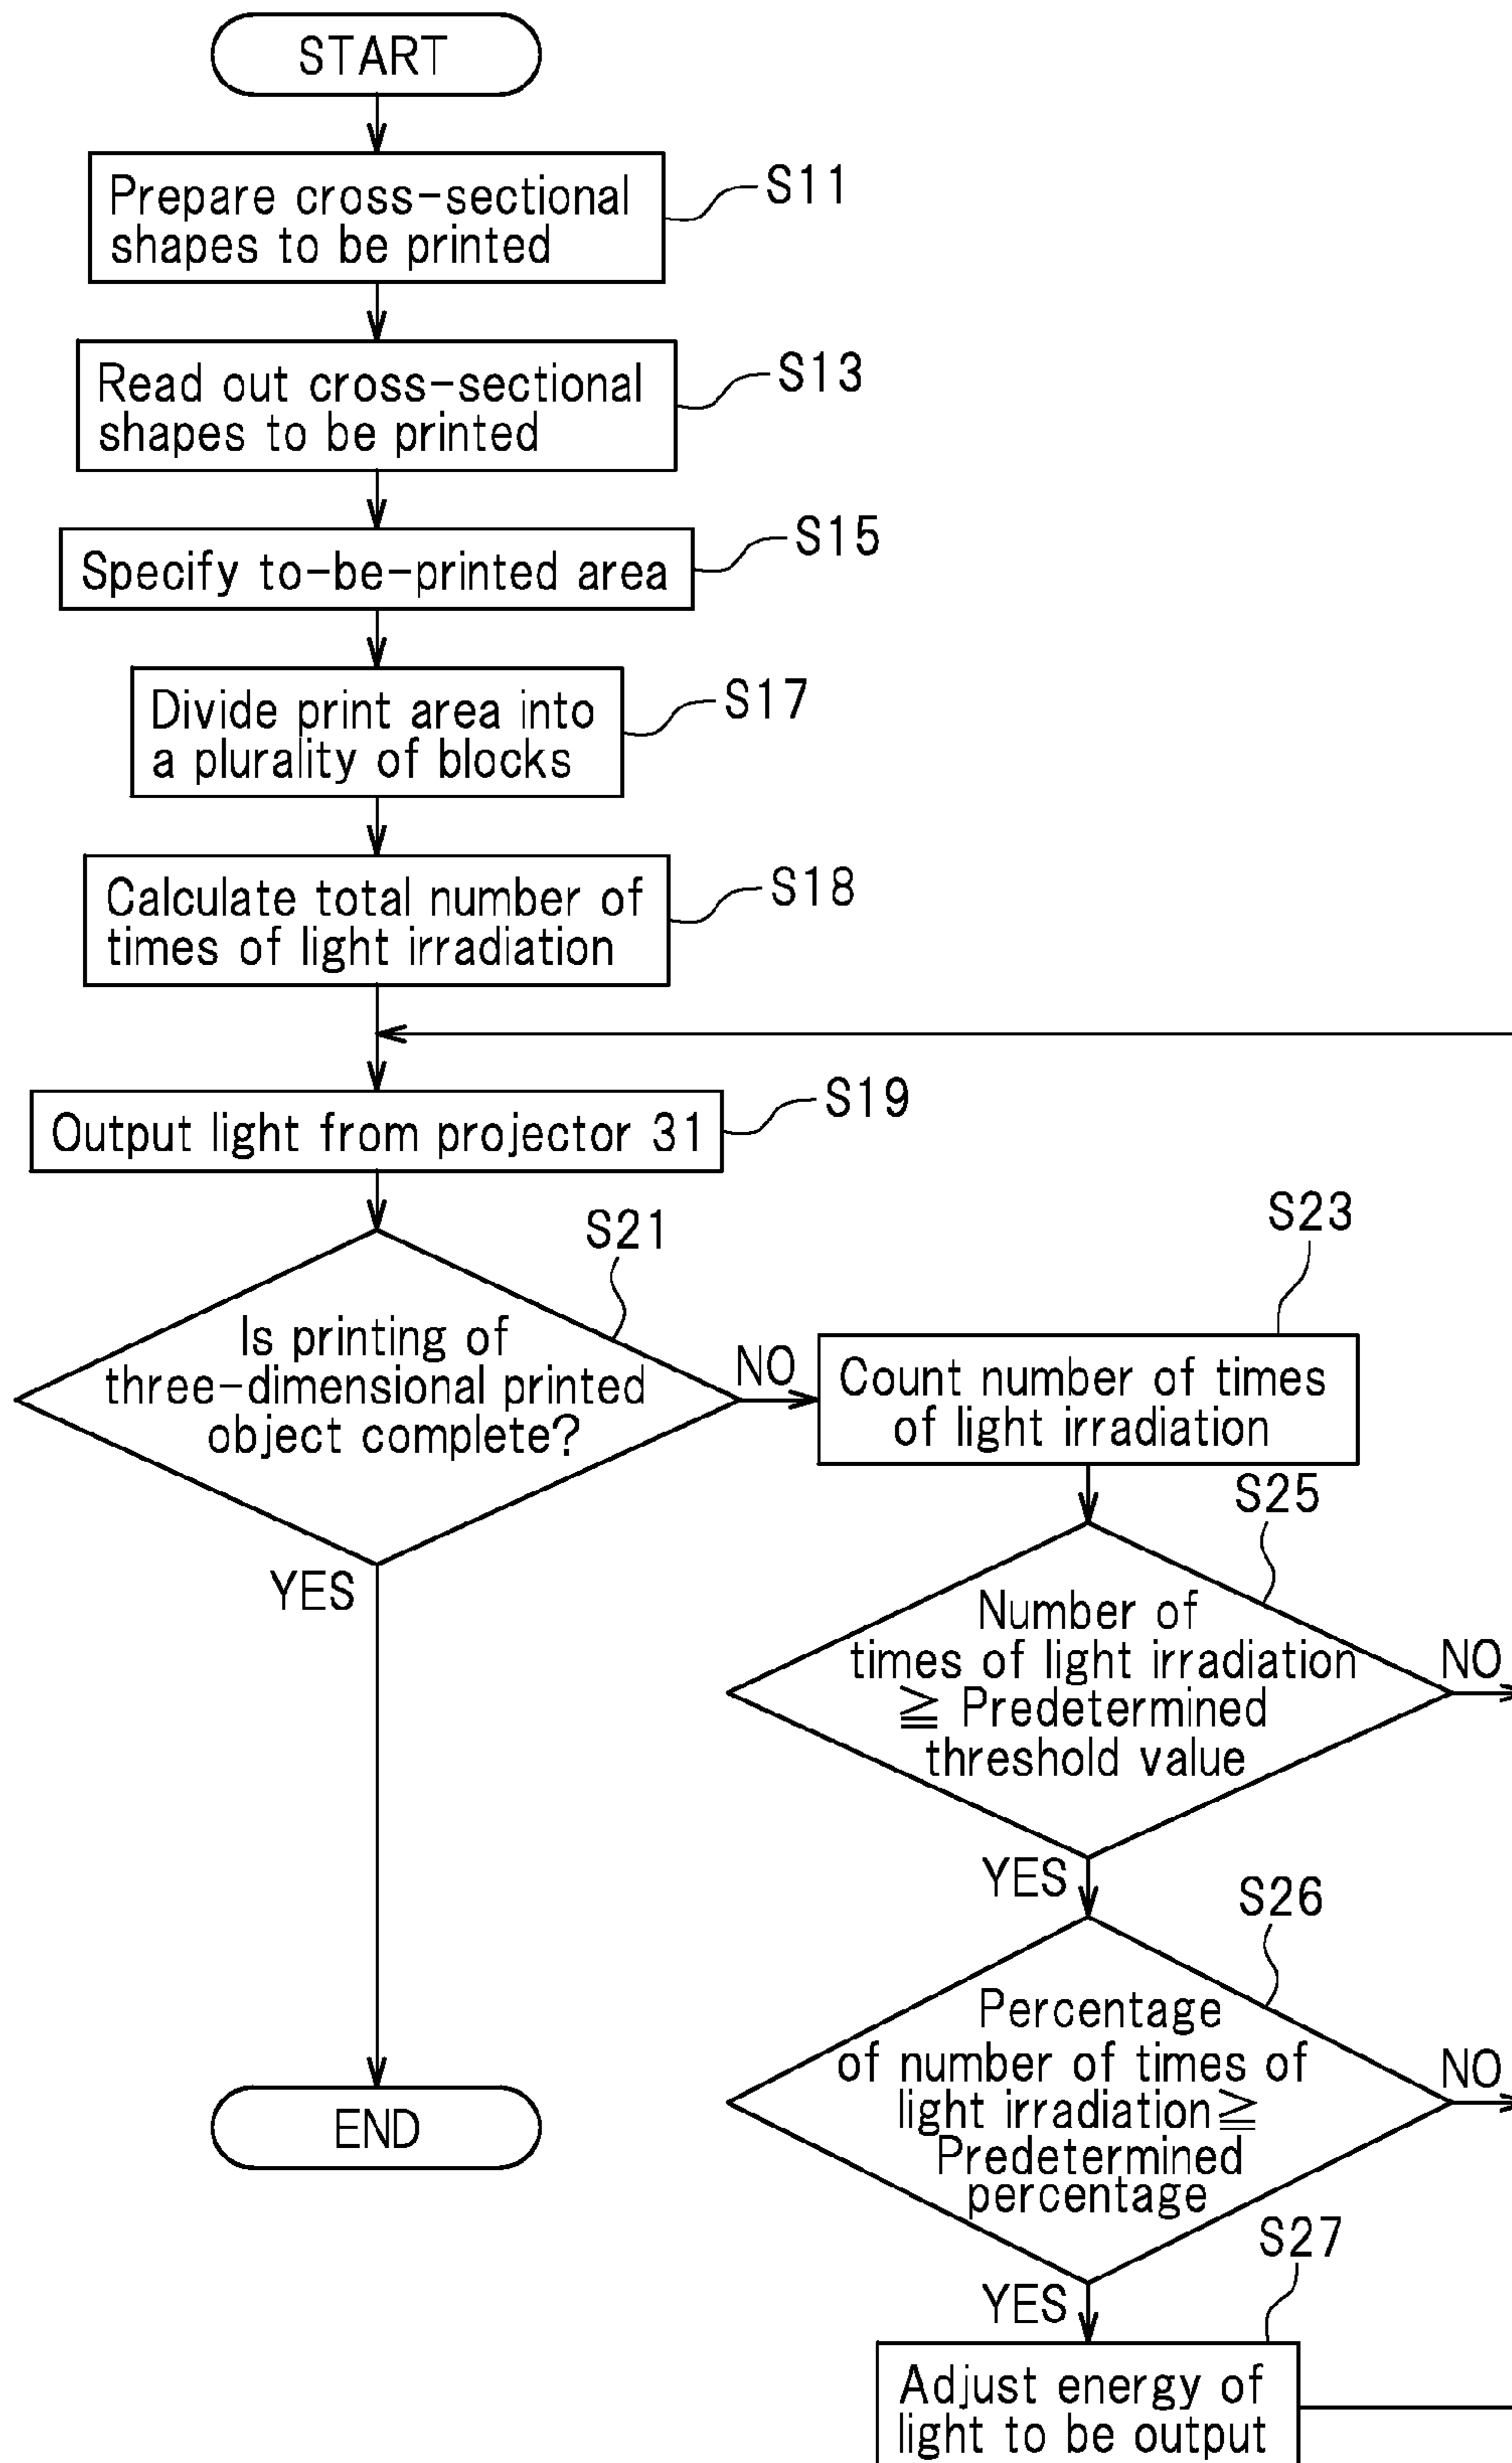 START
Prepare cross-sectional
shapes to be printed
S11
Read out cross-sectional
shapes to be printed
S13
Specify to-be-printed area
S15
Divide print area into
a plurality of blocks
S17
Calculate total number of
times of light irradiation
S18
Output light from projector 31
S19
S21
Is printing of
three-dimensional printed
object complete?
NO
YES
S23
Count number of times
of light irradiation
S25
Number of
times of light irradiation
≧ Predetermined
threshold value
NO
YES
S26
Percentage
of number of times of
light irradiation≧
Predetermined
percentage
NO
YES
S27
Adjust energy of
light to be output
END